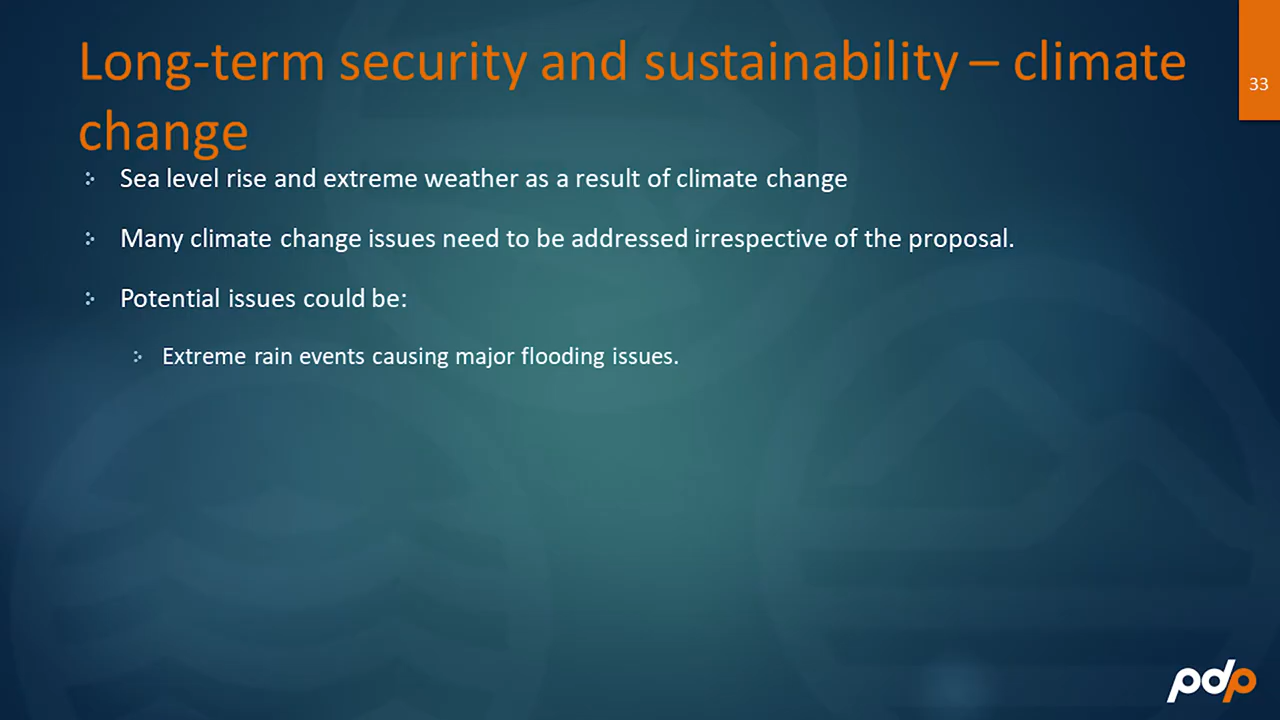 Long-term security and sustainability – climate
change
33
Sea level rise and extreme weather as a result of climate change
Many climate change issues need to be addressed irrespective of the proposal.
Potential issues could be:
Extreme rain events causing major flooding issues.
pdp